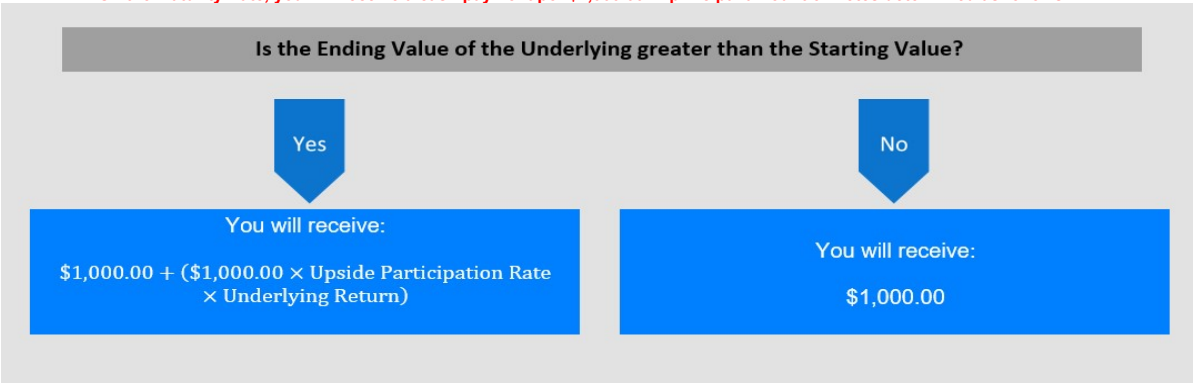 Is the Ending Value of the Underlying greater than the Starting Value?
Yes
No
You will receive:
$1,000.00 + ($1,000.00 × Upside Participation Rate
× Underlying Return)
You will receive:
$1,000.00